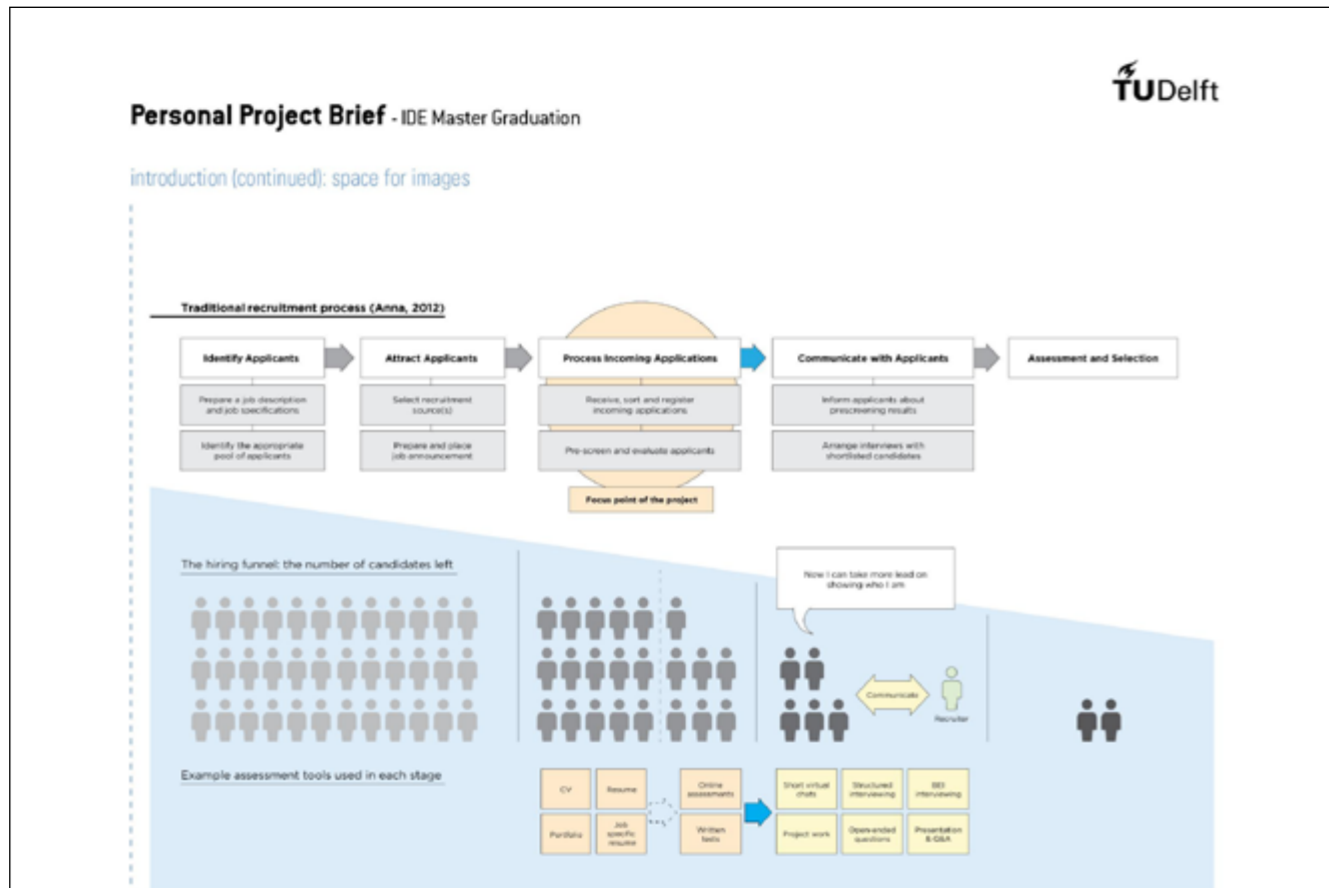 TUDelft
Personal Project Brief - IDE Master Graduation
introduction (continued): space for images
Traditional recruitment process (Anna, 2012)
Identify Applicants
Attract Applicants
Process Incoming Applications
Communicate with Applicants
Assessment and Selection
Prepare a job description
and job specifications
Select recruitment
source(s)
Receive, sort and register
incoming applications
Inform applicants about
prescreening results
Identify the appropriate
pool of applicants
Prepare and place
job announcement
Pre-screen and evaluate applicants
Arrange interviews with
shortlisted candidates
Focus point of the project
The hiring funnel: the number of candidates left
Now I can take more lead on
showing who I am
Communicate
Recruiter
Example assessment tools used in each stage
CV
Resume
Online
assessments
Short virtual
chats
Structured
interviewing
BEI
interviewing
Portfolio
Job
specific
resume
Written
tests
Project work
Open-ended
questions
Presentation
& Q&A